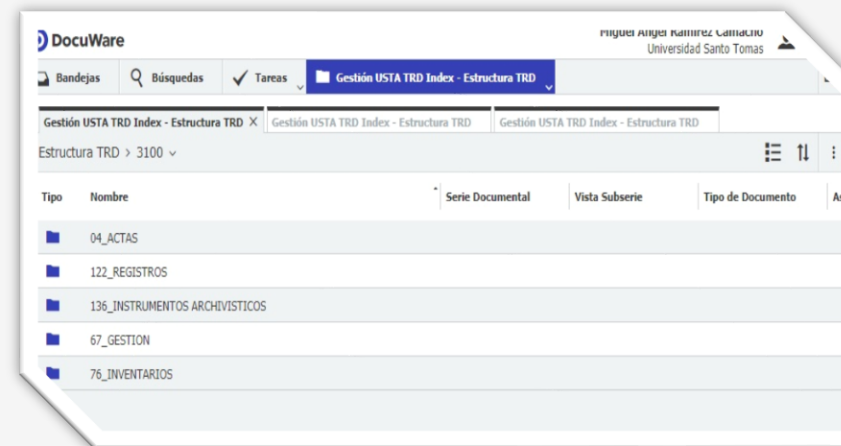 DocuWare
Miguel Angel Ramirez Camacho
Universidad Santo Tomas
Bandejas Búsquedas Tareas Gestión USTA TRD Index - Estructura TRD
Gestión USTA TRD Index - Estructura TRD X Gestión USTA TRD Index - Estructura TRD Gestión USTA TRD Index - Estructura TRD
Estructura TRD > 3100
Tipo Nombre Serie Documental Vista Subserie Tipo de Documento
04_ACTAS
122_REGISTROS
136_INSTRUMENTOS ARCHIVISTICOS
67_GESTION
76_INVENTARIOS